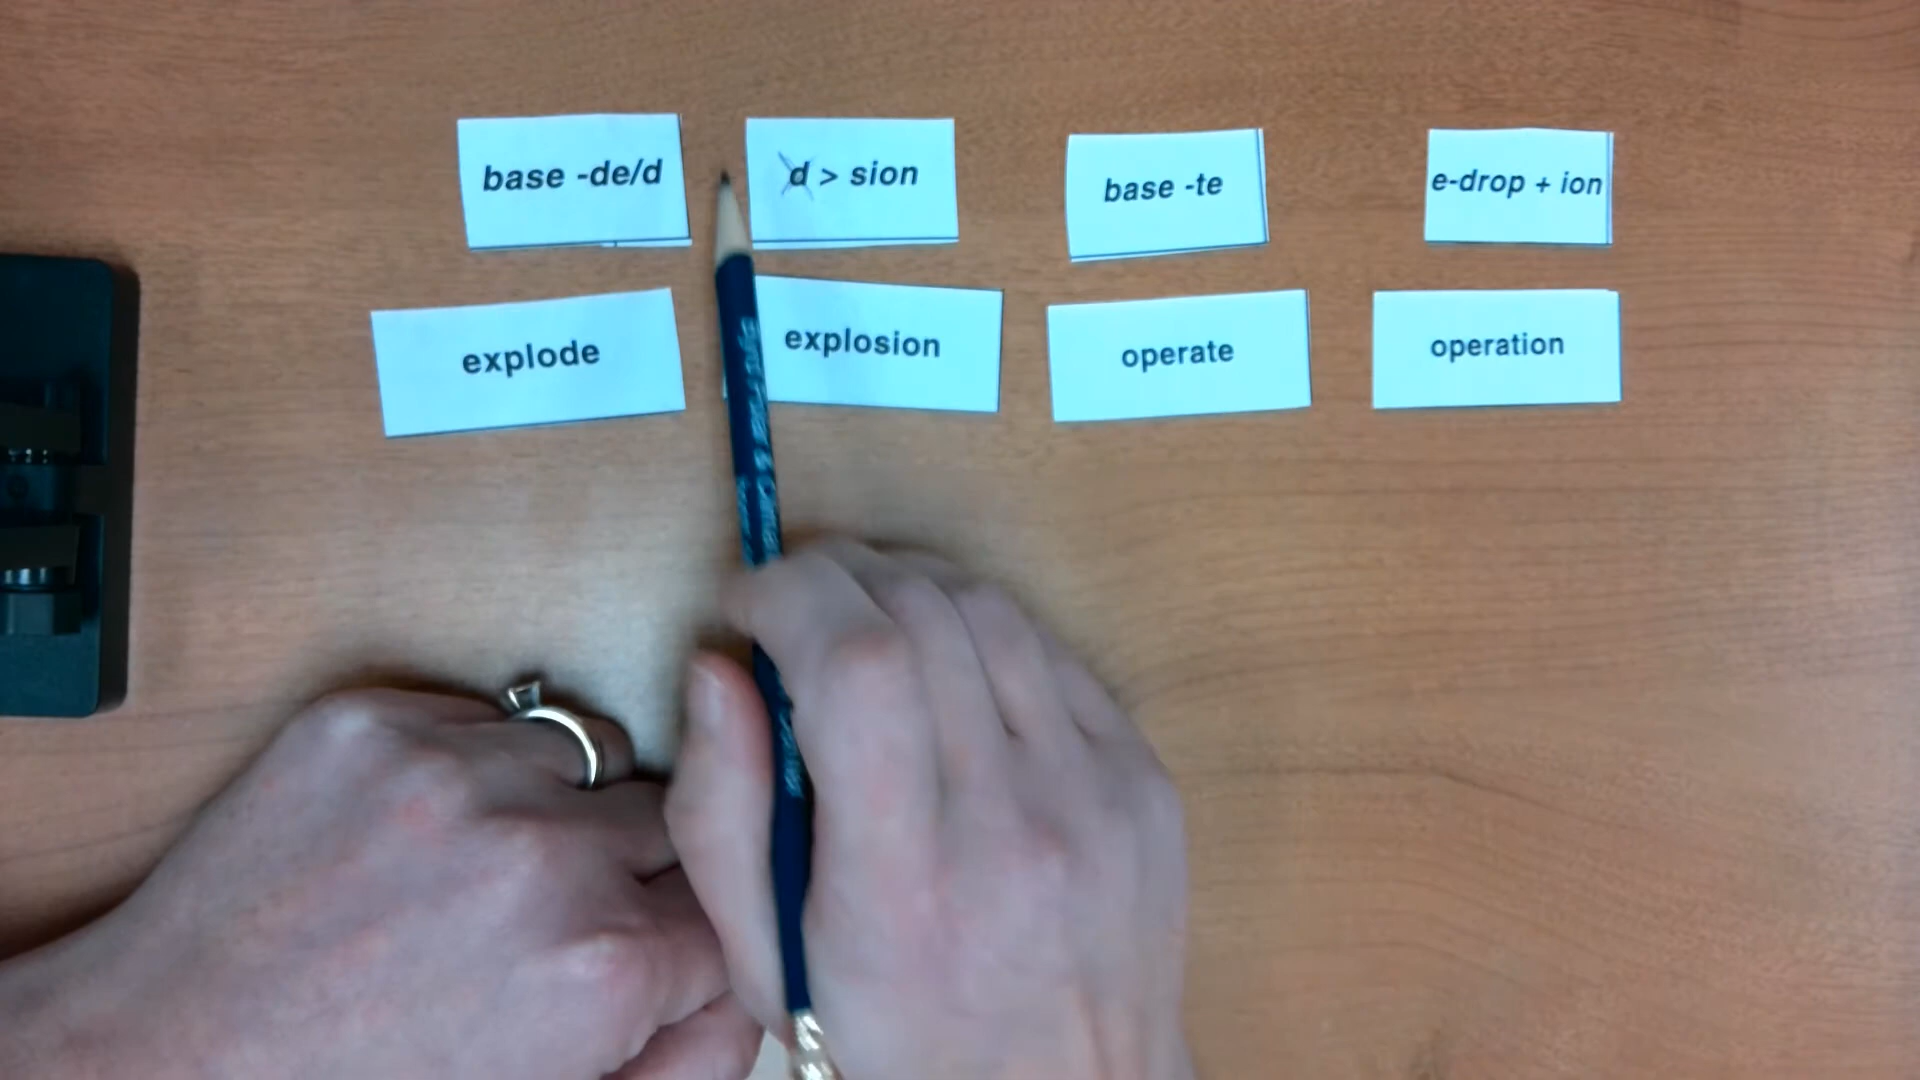 base -de/d
d > sion
base -te
e-drop + ion
explode
explosion
operate
operation